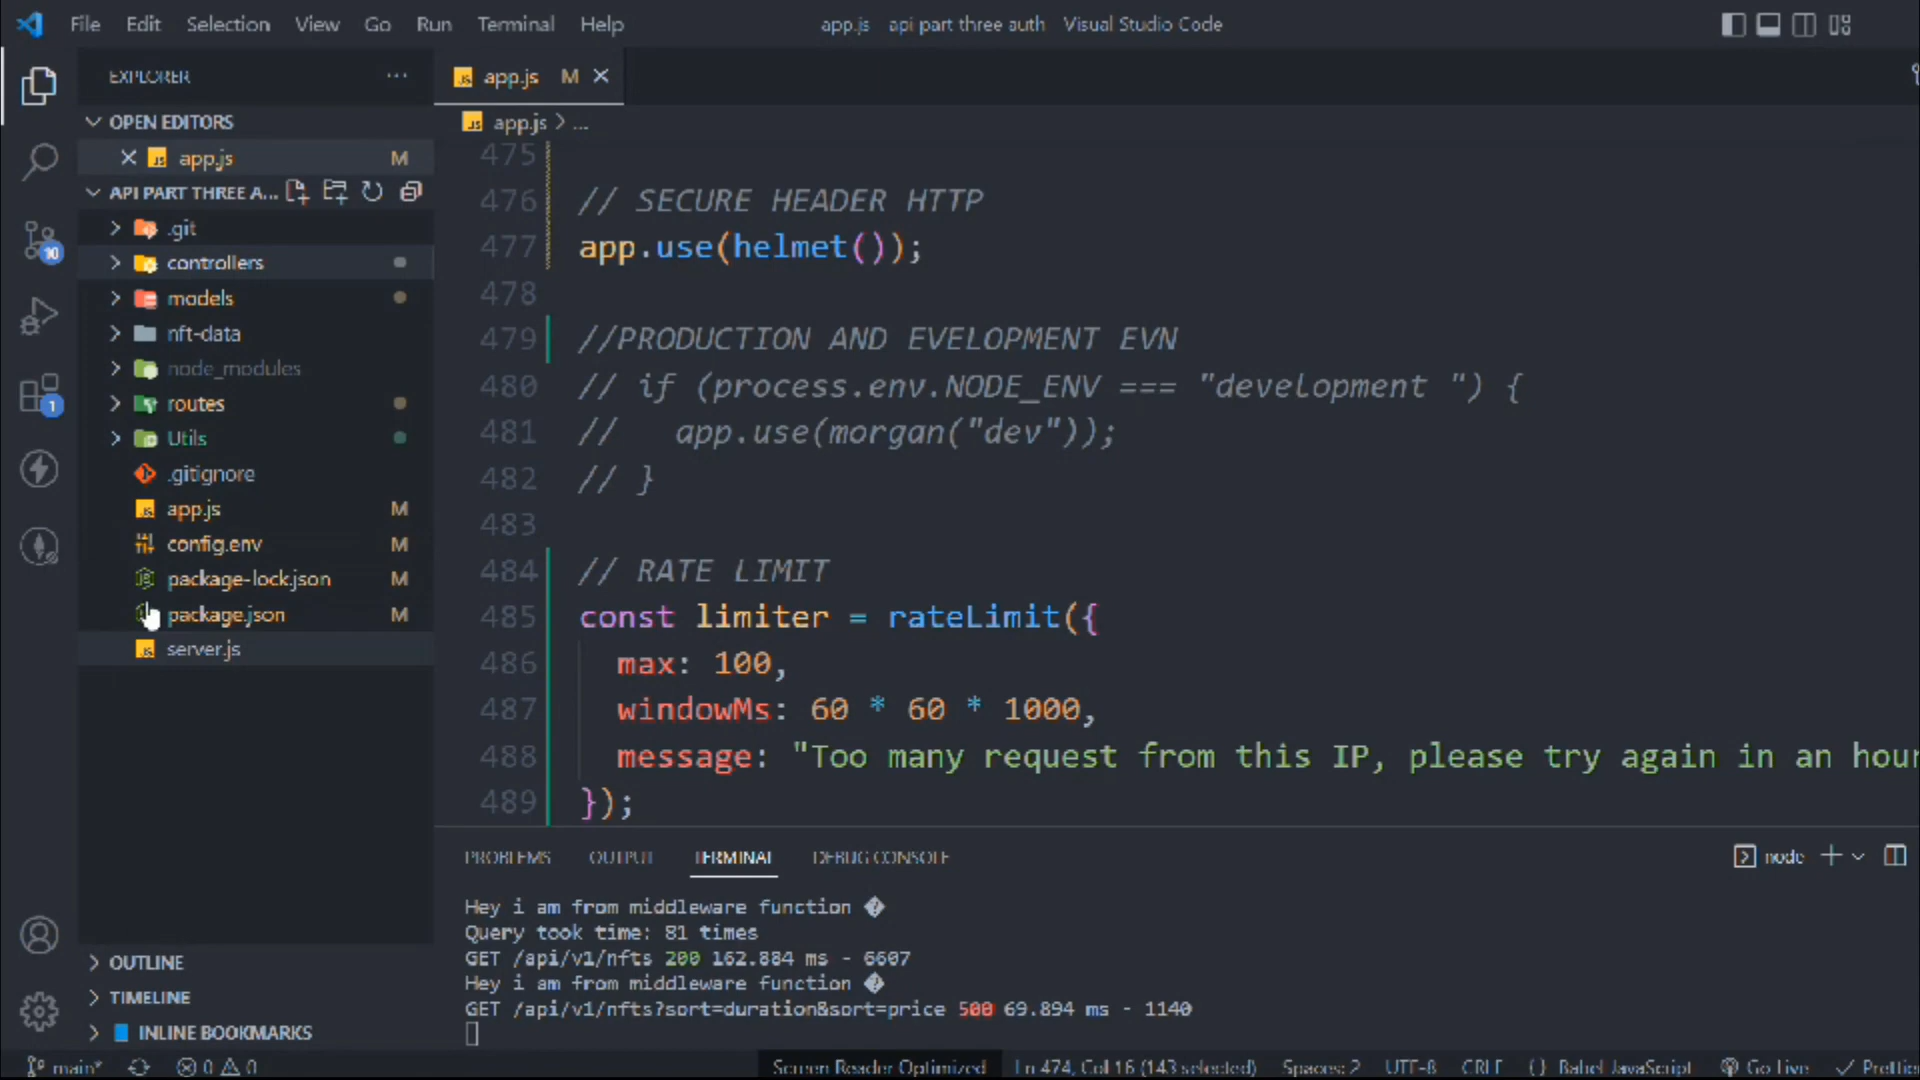 File Edit Selection View Go Run Terminal Help
app.js api part three auth Visual Studio Code
EXPLORER
app.js M
OPEN EDITORS
app.js > ...
app.js M
API PART THREE A...
.git
controllers
models
nft-data
node_modules
routes
Utils
.gitignore
app.js M
config.env M
package-lock.json M
package.json M
server.js
OUTLINE
TIMELINE
INLINE BOOKMARKS
10
1
475
476 // SECURE HEADER HTTP
477 app.use(helmet());
478
479 //PRODUCTION AND EVELOPMENT EVN
480 // if (process.env.NODE_ENV === "development ") {
481 //   app.use(morgan("dev"));
482 // }
483
484 // RATE LIMIT
485 const limiter = rateLimit({
486   max: 100,
487   windowMs: 60 * 60 * 1000,
488   message: "Too many request from this IP, please try again in an hour
489 });
PROBLEMS OUTPUT TERMINAL DEBUG CONSOLE
node
Hey i am from middleware function �
Query took time: 81 times
GET /api/v1/nfts 200 162.884 ms - 6607
Hey i am from middleware function �
GET /api/v1/nfts?sort=duration&sort=price 500 69.894 ms - 1140
main* 0 0 Screen Reader Optimized Ln 474, Col 16 (143 selected) Spaces: 2 UTF-8 CRLF {} Babel JavaScript Go Live Prettie